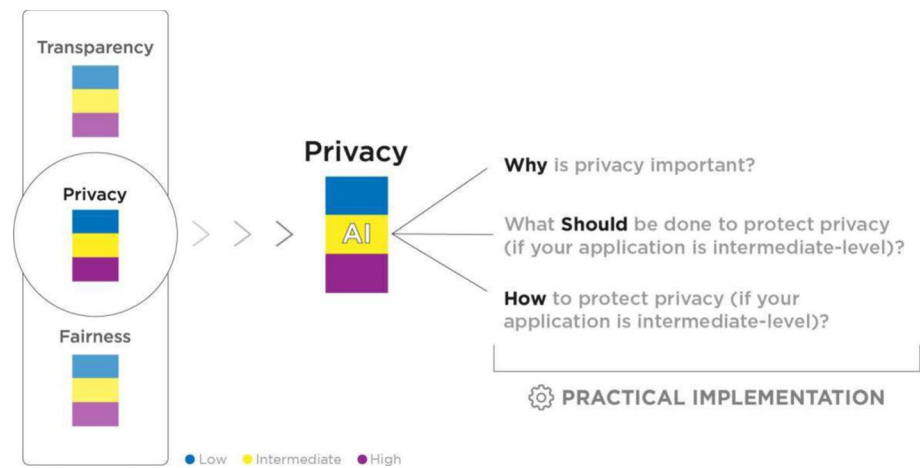 Transparency
Privacy
Fairness
Privacy
AI
Why is privacy important?
What Should be done to protect privacy
(if your application is intermediate-level)?
How to protect privacy (if your
application is intermediate-level)?
PRACTICAL IMPLEMENTATION
Low
Intermediate
High